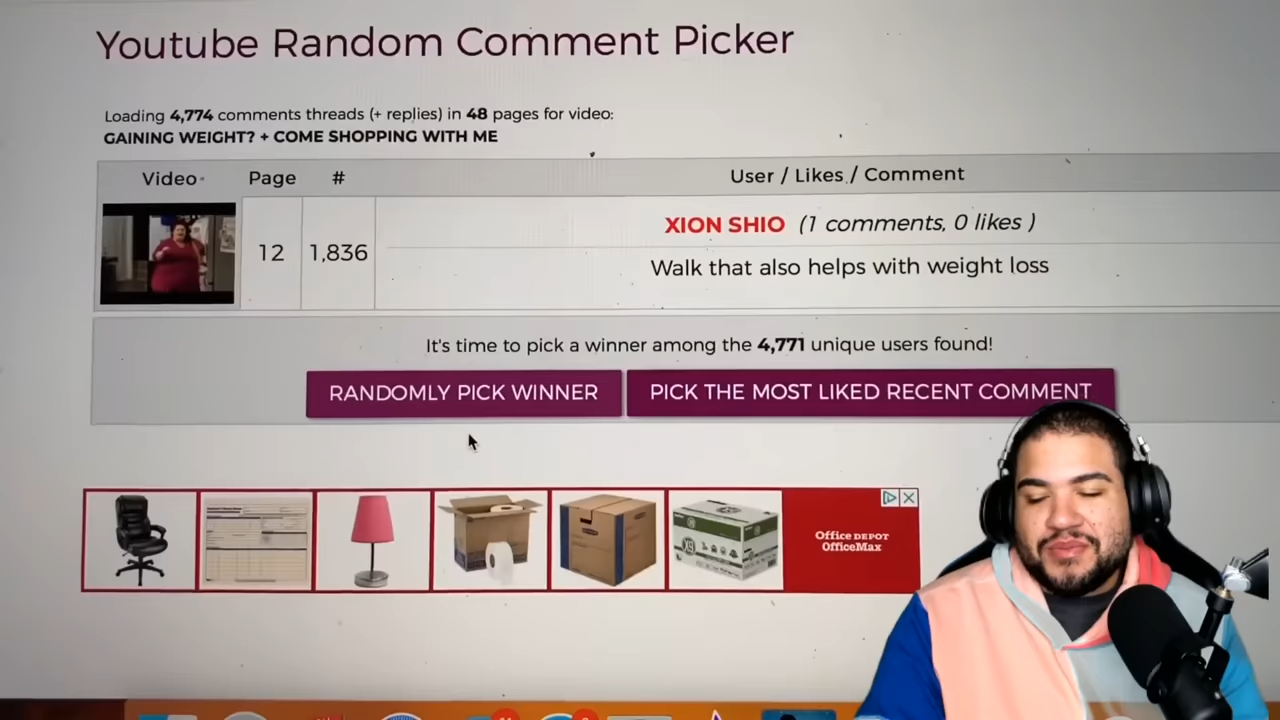 Youtube Random Comment Picker
Loading 4,774 comments threads (+ replies) in 48 pages for video:
GAINING WEIGHT? + COME SHOPPING WITH ME
Video Page # User / Likes / Comment
12 1,836 XION SHIO (1 comments, 0 likes )
Walk that also helps with weight loss
It's time to pick a winner among the 4,771 unique users found!
RANDOMLY PICK WINNER PICK THE MOST LIKED RECENT COMMENT
Office DEPOT
OfficeMax